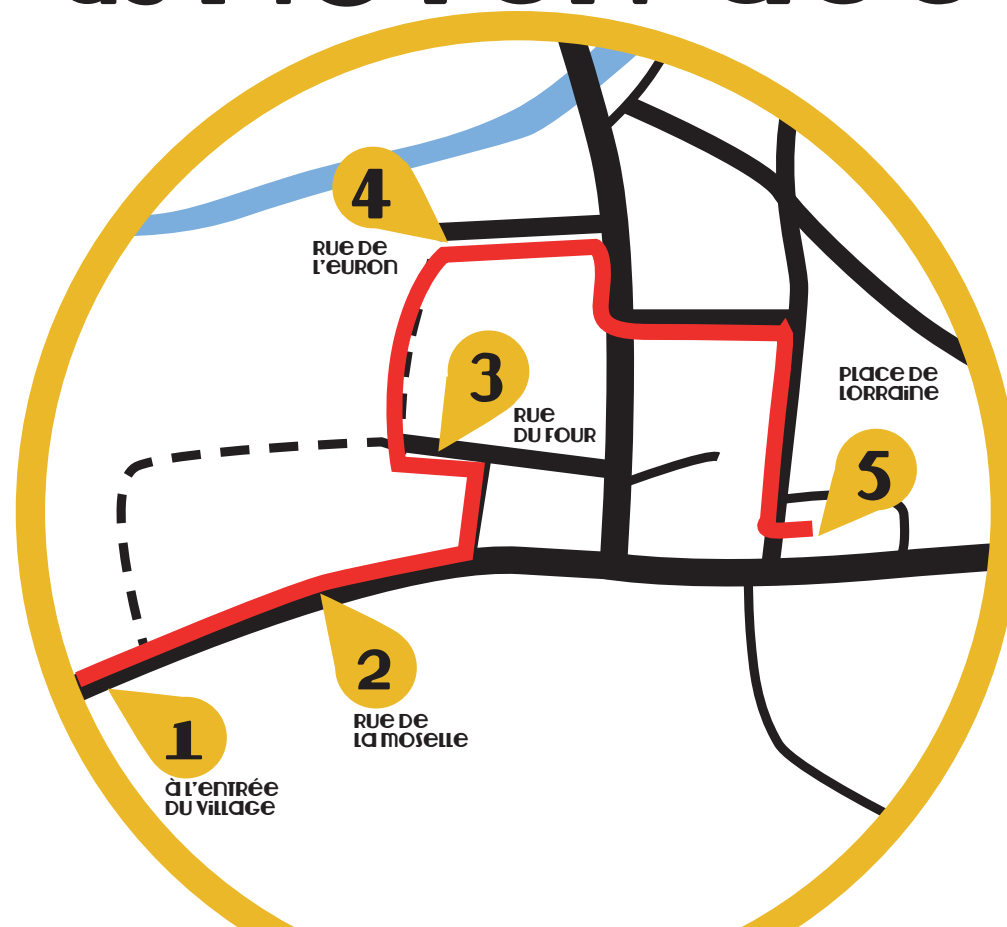 4
RUE DE
L'EURON
3
RUE
DU FOUR
PLACE DE
LORRAINE
5
2
RUE DE
LA MOSELLE
1
À L'ENTRÉE
DU VILLAGE